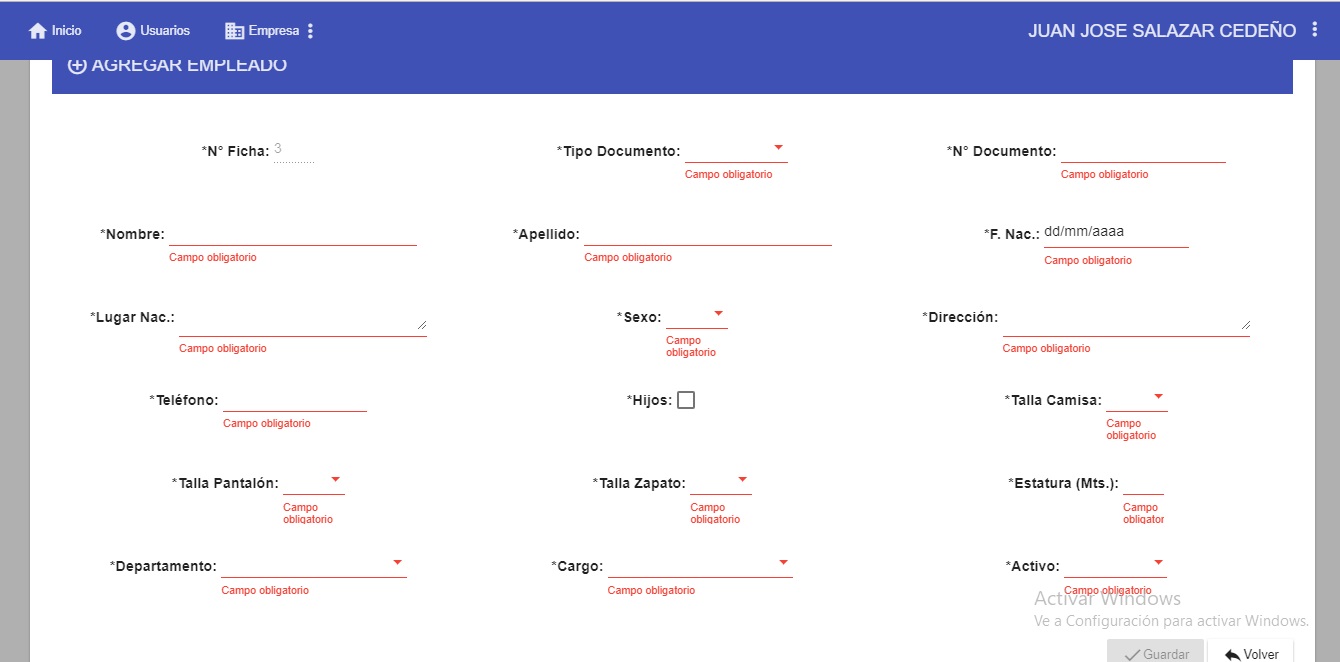 Inicio Usuarios Empresa JUAN JOSE SALAZAR CEDEÑO
AGREGAR EMPLEADO
*N° Ficha: 3 *Tipo Documento: *N° Documento:
Campo obligatorio Campo obligatorio
*Nombre: *Apellido: *F. Nac.: dd/mm/aaaa
Campo obligatorio Campo obligatorio Campo obligatorio
*Lugar Nac.: *Sexo: *Dirección:
Campo obligatorio Campo obligatorio Campo obligatorio
*Teléfono: *Hijos: *Talla Camisa:
Campo obligatorio Campo obligatorio
*Talla Pantalón: *Talla Zapato: *Estatura (Mts.):
Campo obligatorio Campo obligatorio Campo obligator
*Departamento: *Cargo: *Activo:
Campo obligatorio Campo obligatorio Campo obligatorio
Activar Windows
Ve a Configuración para activar Windows.
Guardar Volver